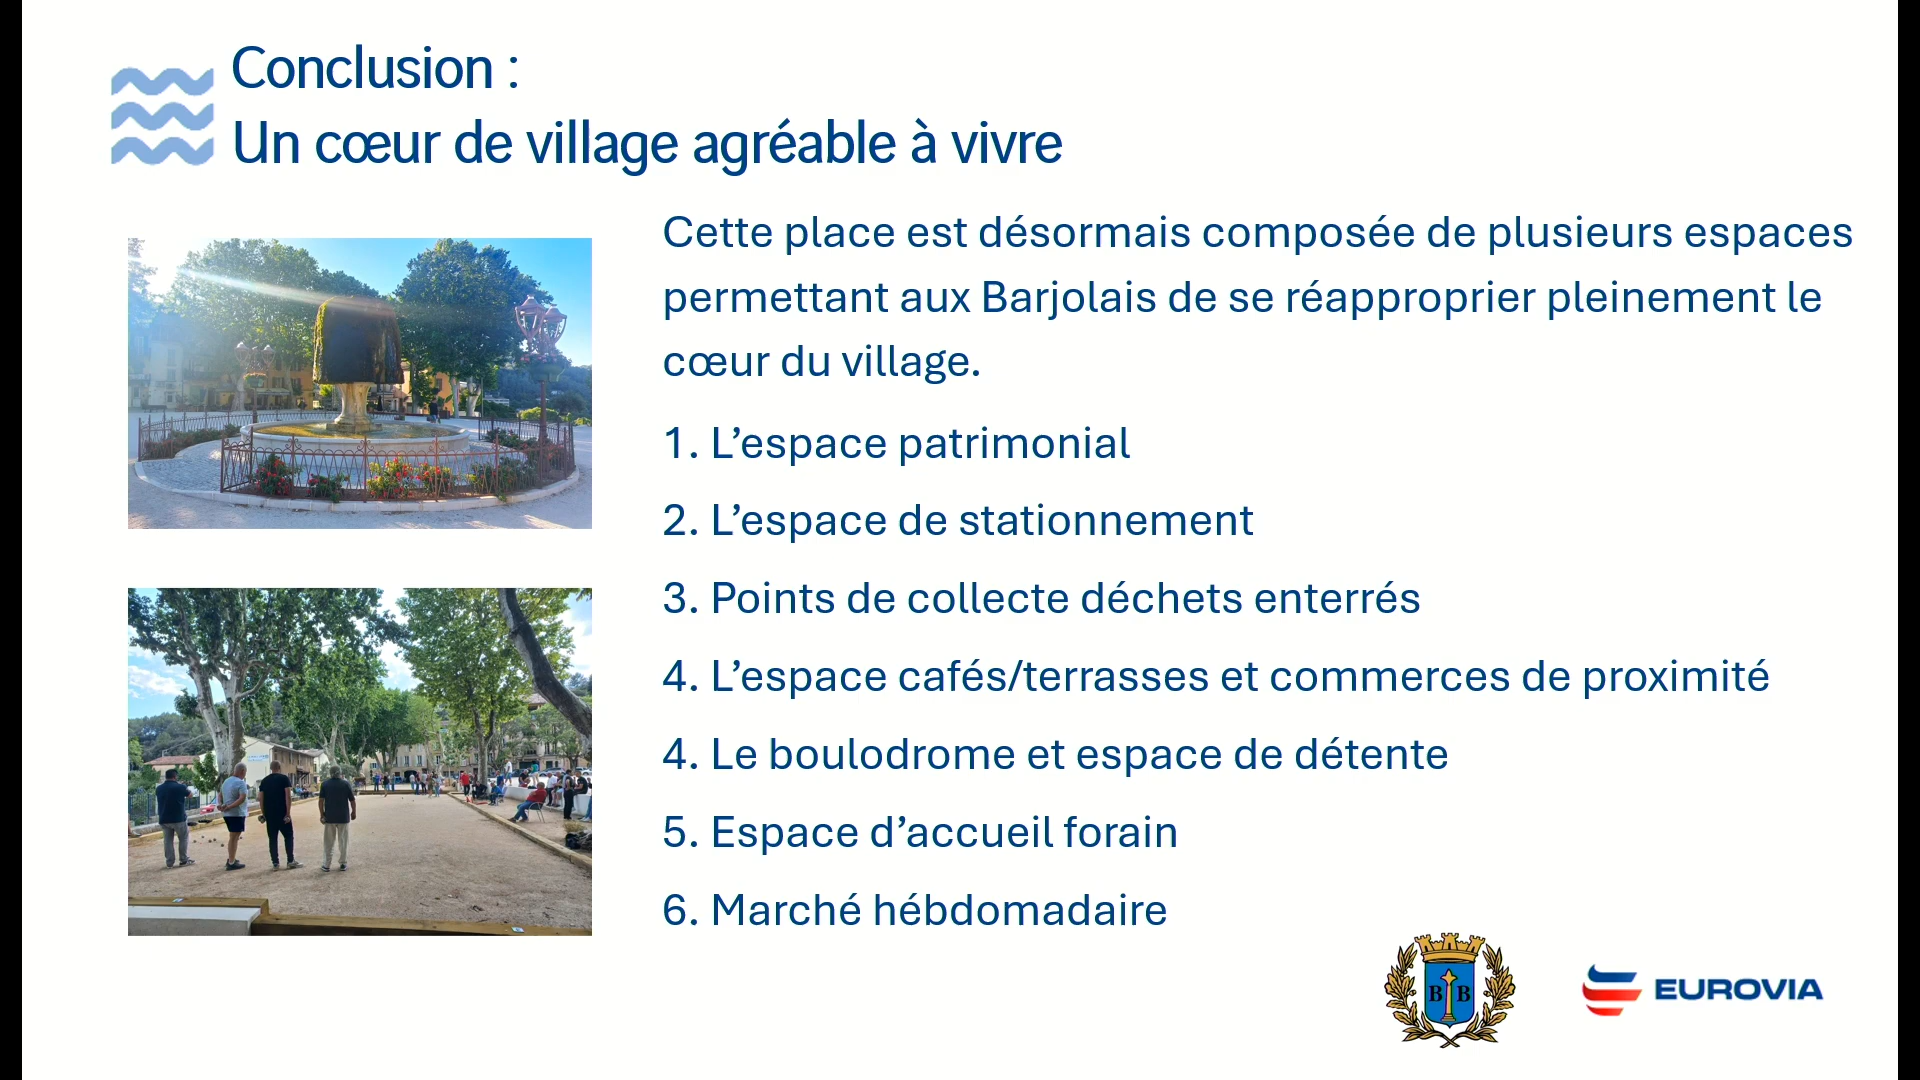 Conclusion :
Un cœur de village agréable à vivre
Cette place est désormais composée de plusieurs espaces
permettant aux Barjolais de se réapproprier pleinement le
cœur du village.
1. L’espace patrimonial
2. L’espace de stationnement
3. Points de collecte déchets enterrés
4. L’espace cafés/terrasses et commerces de proximité
4. Le boulodrome et espace de détente
5. Espace d’accueil forain
6. Marché hébdomadaire
B B
EUROVIA